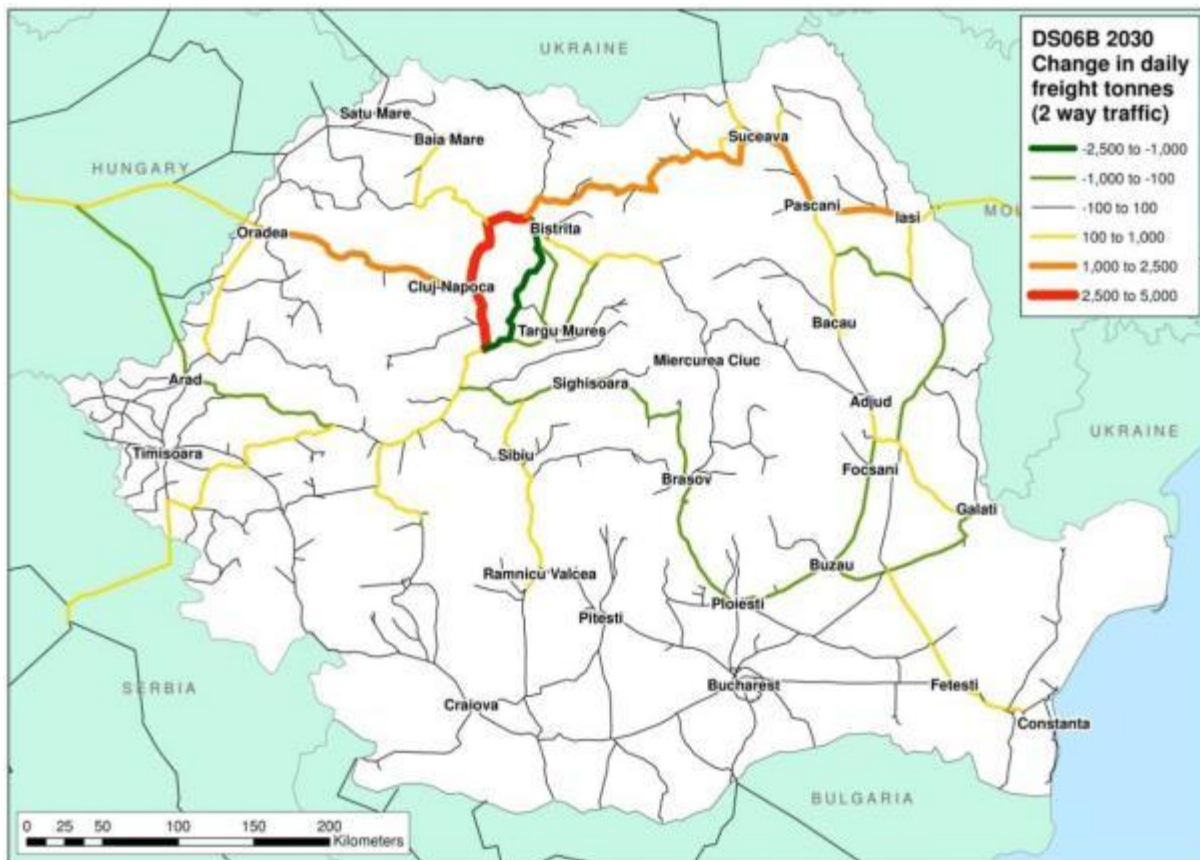 UKRAINE
DS06B 2030
Change in daily
freight tonnes
(2 way traffic)
-2,500 to -1,000
-1,000 to -100
-100 to 100
100 to 1,000
1,000 to 2,500
2,500 to 5,000
Satu Mare
Baia Mare
Suceava
HUNGARY
Pascani
Iasi
MOL
Oradea
Bistrita
Cluj-Napoca
Targu Mures
Bacau
Miercurea Ciuc
Arad
Sighisoara
Adjud
UKRAINE
Timisoara
Sibiu
Focsani
Brasov
Galati
Buzau
Ramnicu Valcea
Ploiesti
Pitesti
SERBIA
Bucharest
Fetesti
Craiova
Constanta
BULGARIA
0 25 50 100 150 200
Kilometers